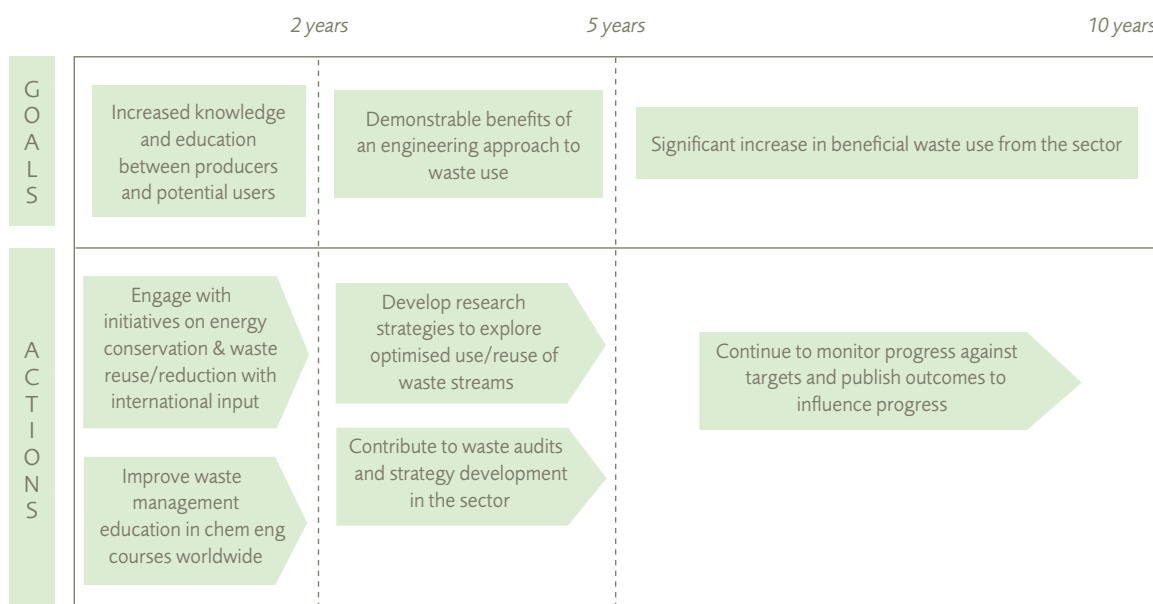 2 years
5 years
10 years
GOALS
Increased knowledge
and education
between producers
and potential users
Demonstrable benefits of
an engineering approach to
waste use
Significant increase in beneficial waste use from the sector
ACTIONS
Engage with
initiatives on energy
conservation & waste
reuse/reduction with
international input
Improve waste
management
education in chem eng
courses worldwide
Develop research
strategies to explore
optimised use/reuse of
waste streams
Contribute to waste audits
and strategy development
in the sector
Continue to monitor progress against
targets and publish outcomes to
influence progress